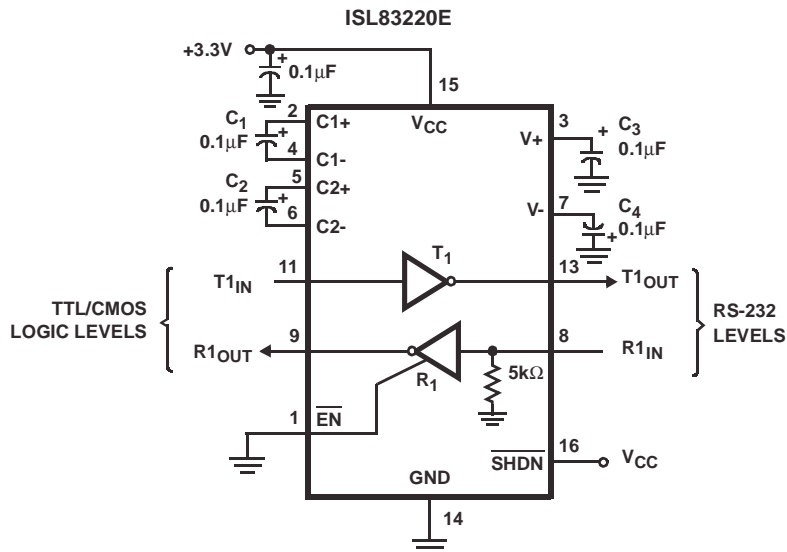 ISL83220E
+3.3V
+
0.1μF
15
2
C1+
VCC
3
V+
+
C3
0.1μF
C1
0.1μF
+
4
C1-
5
C2+
C2
0.1μF
+
6
C2-
7
V-
C4
0.1μF
+
T1
11
T1IN
13
T1OUT
TTL/CMOS
LOGIC LEVELS
RS-232
LEVELS
9
R1OUT
R1
5kΩ
8
R1IN
1
EN
SHDN
16
VCC
GND
14